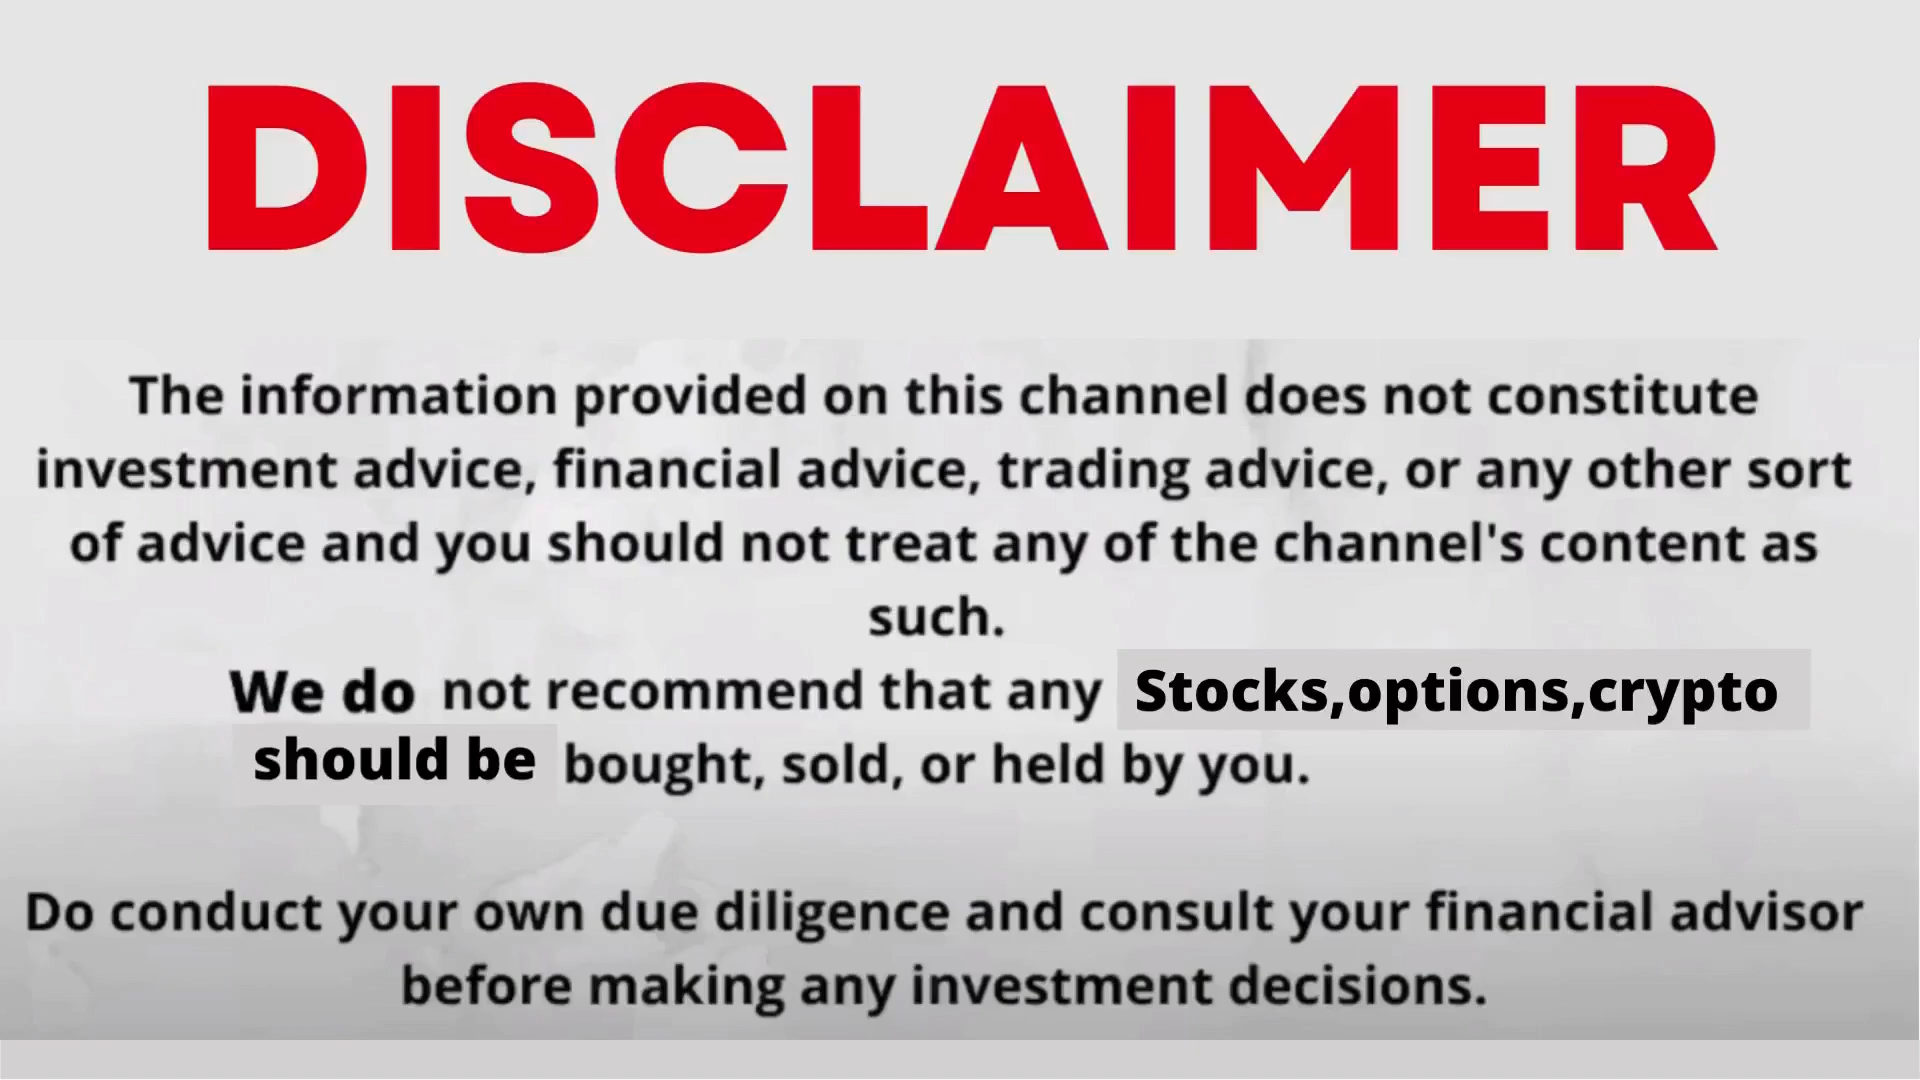 DISCLAIMER
The information provided on this channel does not constitute
investment advice, financial advice, trading advice, or any other sort
of advice and you should not treat any of the channel's content as
such.
We do not recommend that any Stocks,options,crypto
should be bought, sold, or held by you.
Do conduct your own due diligence and consult your financial advisor
before making any investment decisions.